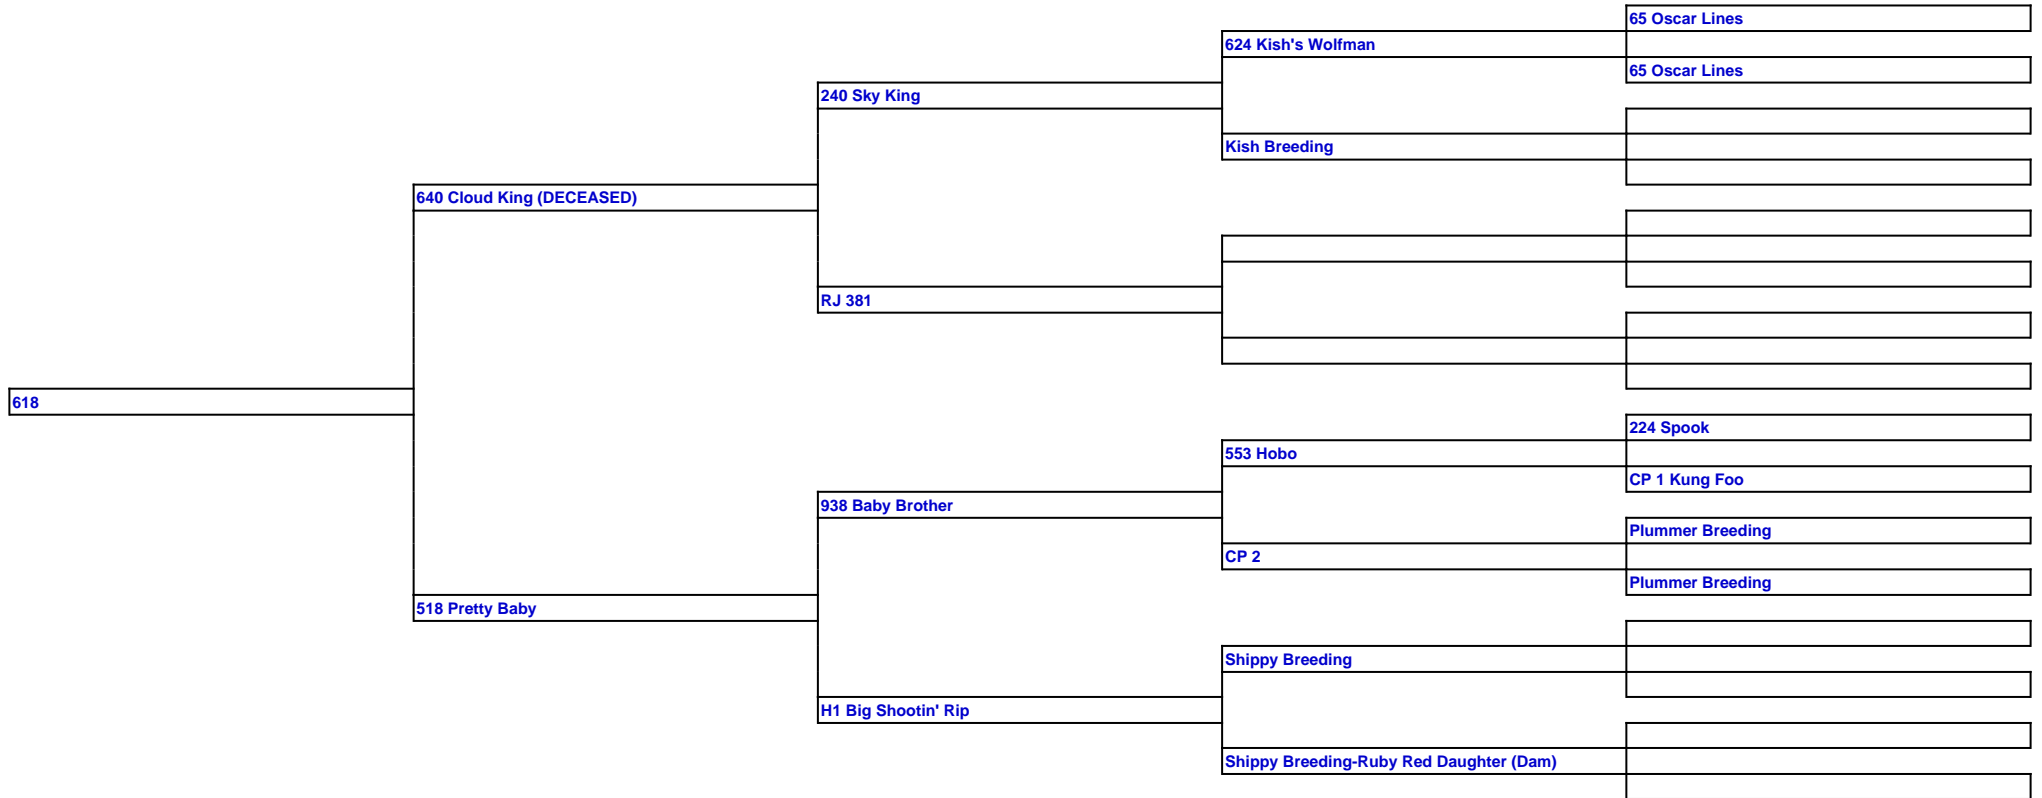 65 Oscar Lines
624 Kish's Wolfman
65 Oscar Lines
240 Sky King
Kish Breeding
640 Cloud King (DECEASED)
RJ 381
618
224 Spook
553 Hobo
CP 1 Kung Foo
938 Baby Brother
Plummer Breeding
CP 2
Plummer Breeding
518 Pretty Baby
Shippy Breeding
H1 Big Shootin' Rip
Shippy Breeding-Ruby Red Daughter (Dam)